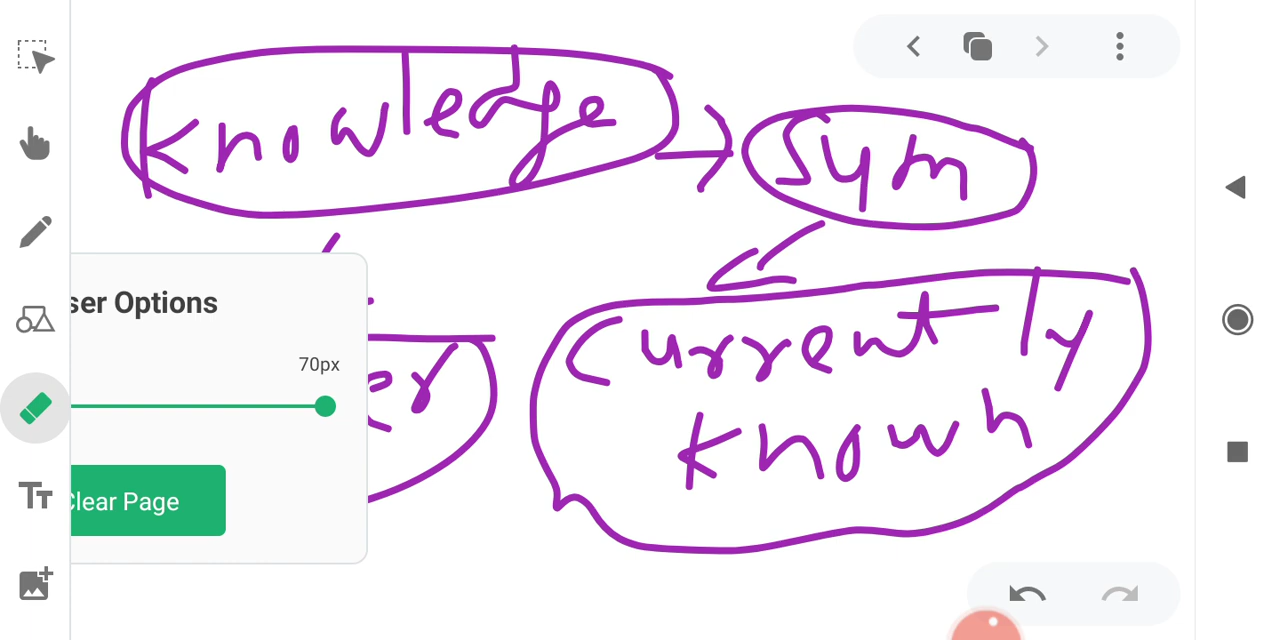 knowledge
sym
ser Options
70px
er
Currently
known
Clear Page